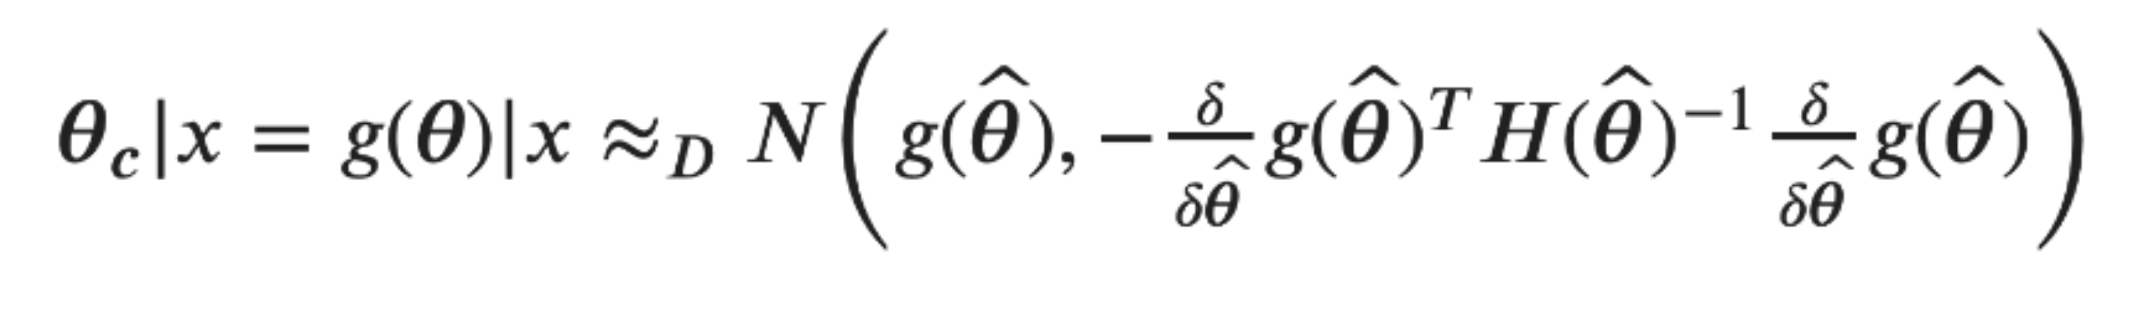 θ_c|x = g(θ)|x ≈_D N(g(θ̂), −δ/δθ̂ g(θ̂)^T H(θ̂)^−1 δ/δθ̂ g(θ̂))